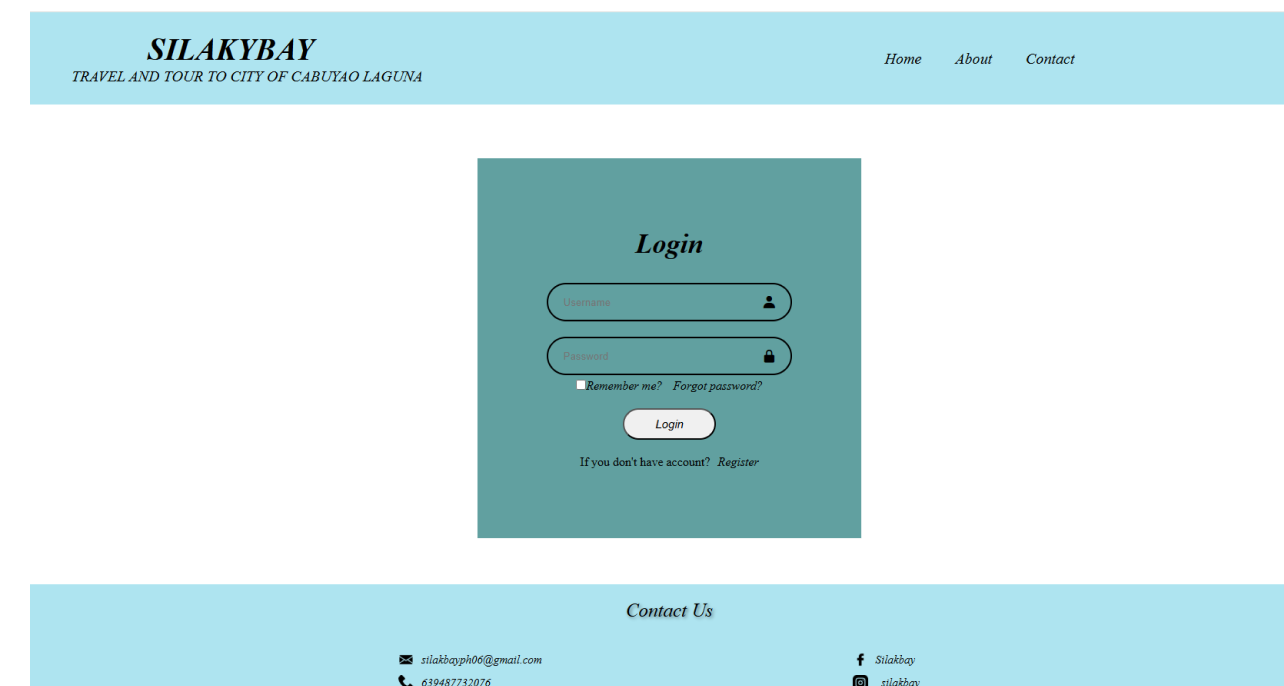 SILAKYBAY
TRAVEL AND TOUR TO CITY OF CABUYAO LAGUNA
Home About Contact
Login
Username
Password
Remember me? Forgot password?
Login
If you don't have account? Register
Contact Us
silakbayph06@gmail.com
Silakbay
639487732076
silakbay